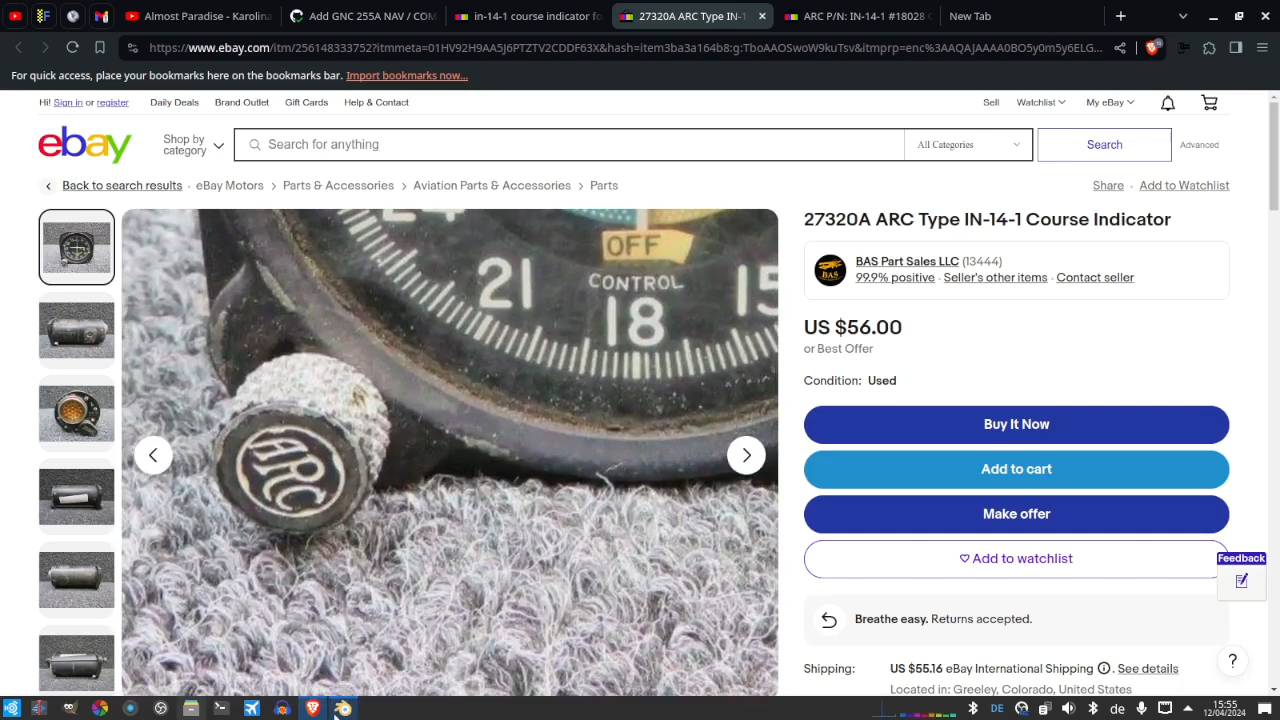 Almost Paradise - Karolina
Add GNC 255A NAV / COM
in-14-1 course indicator fo
27320A ARC Type IN-1
ARC P/N: IN-14-1 #18028
New Tab
https://www.ebay.com/itm/256148333752?itmmeta=01HV92H9AA5J6PTZTV2CDDF63X&hash=item3ba3a164b8:g:TboAAOSwoW9kuTsv&itmprp=enc%3AAQAJAAAA0BO5y0m5y6ELG...
For quick access, place your bookmarks here on the bookmarks bar. Import bookmarks now...
Hi! Sign in or register Daily Deals Brand Outlet Gift Cards Help & Contact Sell Watchlist My eBay
ebay Shop by category Search for anything All Categories Search Advanced
Back to search results eBay Motors > Parts & Accessories > Aviation Parts & Accessories > Parts Share Add to Watchlist
OFF
CONTROL
24 21 18 15
ARC
27320A ARC Type IN-14-1 Course Indicator
BAS
BAS Part Sales LLC (13444)
99.9% positive · Seller's other items · Contact seller
US $56.00
or Best Offer
Condition: Used
Buy It Now
Add to cart
Make offer
Add to watchlist
Feedback
Breathe easy. Returns accepted.
?
Shipping: US $55.16 eBay International Shipping. See details
Located in: Greeley, Colorado, United States
DE
de
15:55
12/04/2024